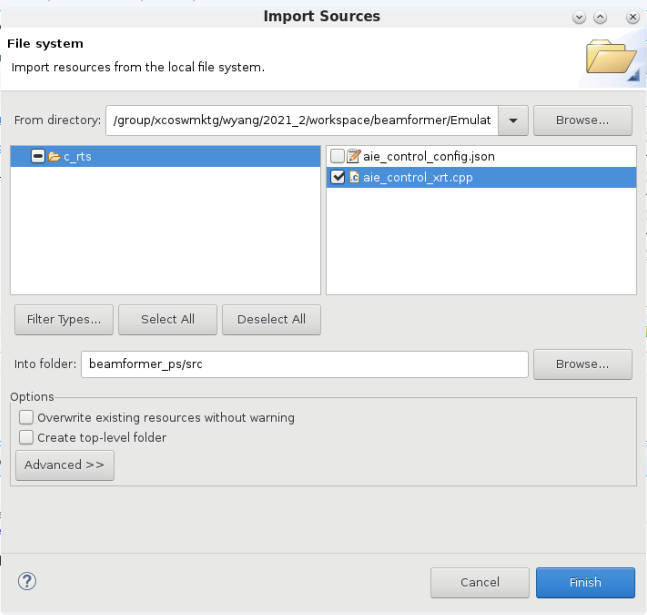 Import Sources
File system
Import resources from the local file system.
From directory: /group/xcoswmktg/wyang/2021_2/workspace/beamformer/Emulat Browse...
c_rts
aie_control_config.json
aie_control_xrt.cpp
Filter Types... Select All Deselect All
Into folder: beamformer_ps/src Browse...
Options
Overwrite existing resources without warning
Create top-level folder
Advanced >>
? Cancel Finish